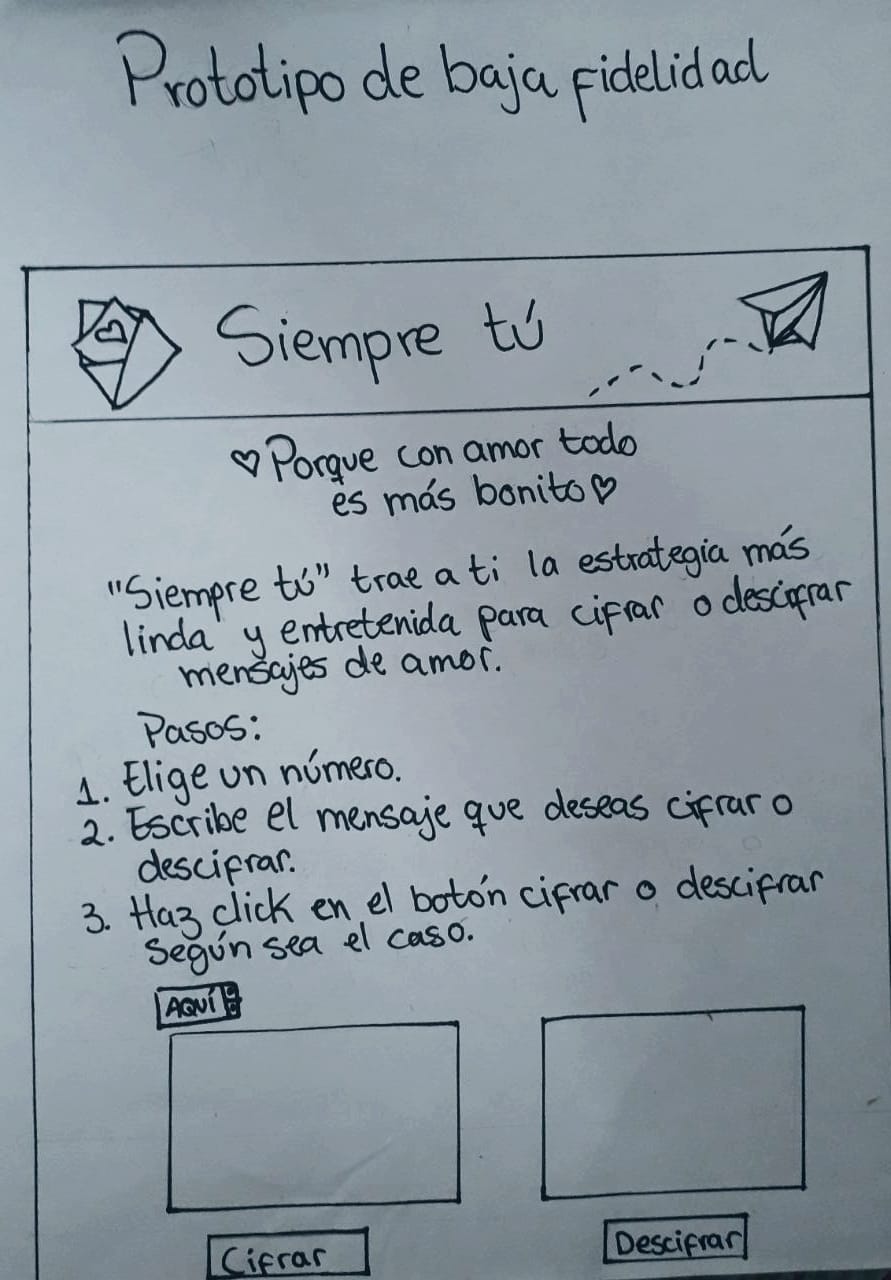 Prototipo de baja fidelidad
Siempre tú
♡Porque con amor todo
es más bonito♡
"Siempre tú" trae a ti la estrategia más
linda y entretenida para cifrar o descifrar
mensajes de amor.
Pasos:
1. Elige un número.
2. Escribe el mensaje que deseas cifrar o
descifrar.
3. Haz click en el botón cifrar o descifrar
según sea el caso.
AQUÍ
Cifrar
Descifrar